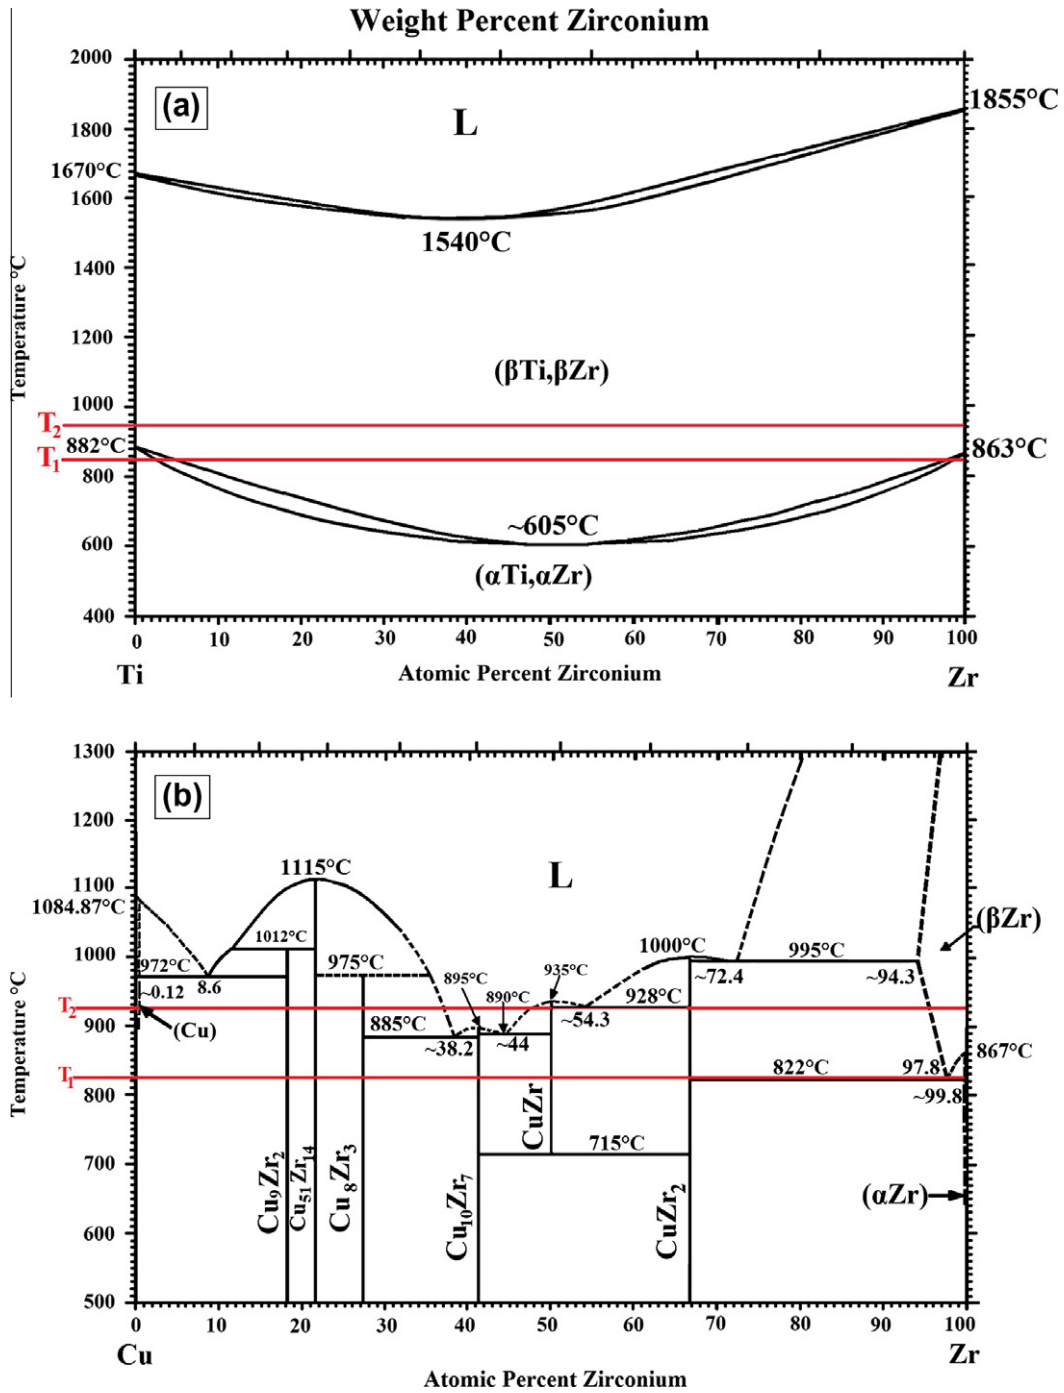 Weight Percent Zirconium
2000
1800
1600
1400
1200
1000
800
600
400
Temperature °C
(a)
L
1855°C
1670°C
1540°C
(βTi,βZr)
T2
882°C
T1
863°C
~605°C
(αTi,αZr)
0 10 20 30 40 50 60 70 80 90 100
Ti Atomic Percent Zirconium Zr
1300
1200
1100
1000
900
800
700
600
500
Temperature °C
(b)
L
1115°C
1084.87°C
1012°C
1000°C
(βZr)
972°C
975°C
895°C
935°C
995°C
890°C
~0.12
8.6
~72.4
~94.3
928°C
T2
(Cu)
885°C
~54.3
~38.2
~44
867°C
97.8
T1
822°C
~99.8
CuZr
715°C
Cu9Zr2
Cu51Zr14
Cu8Zr3
Cu10Zr7
CuZr2
(αZr)
0 10 20 30 40 50 60 70 80 90 100
Cu Zr
Atomic Percent Zirconium